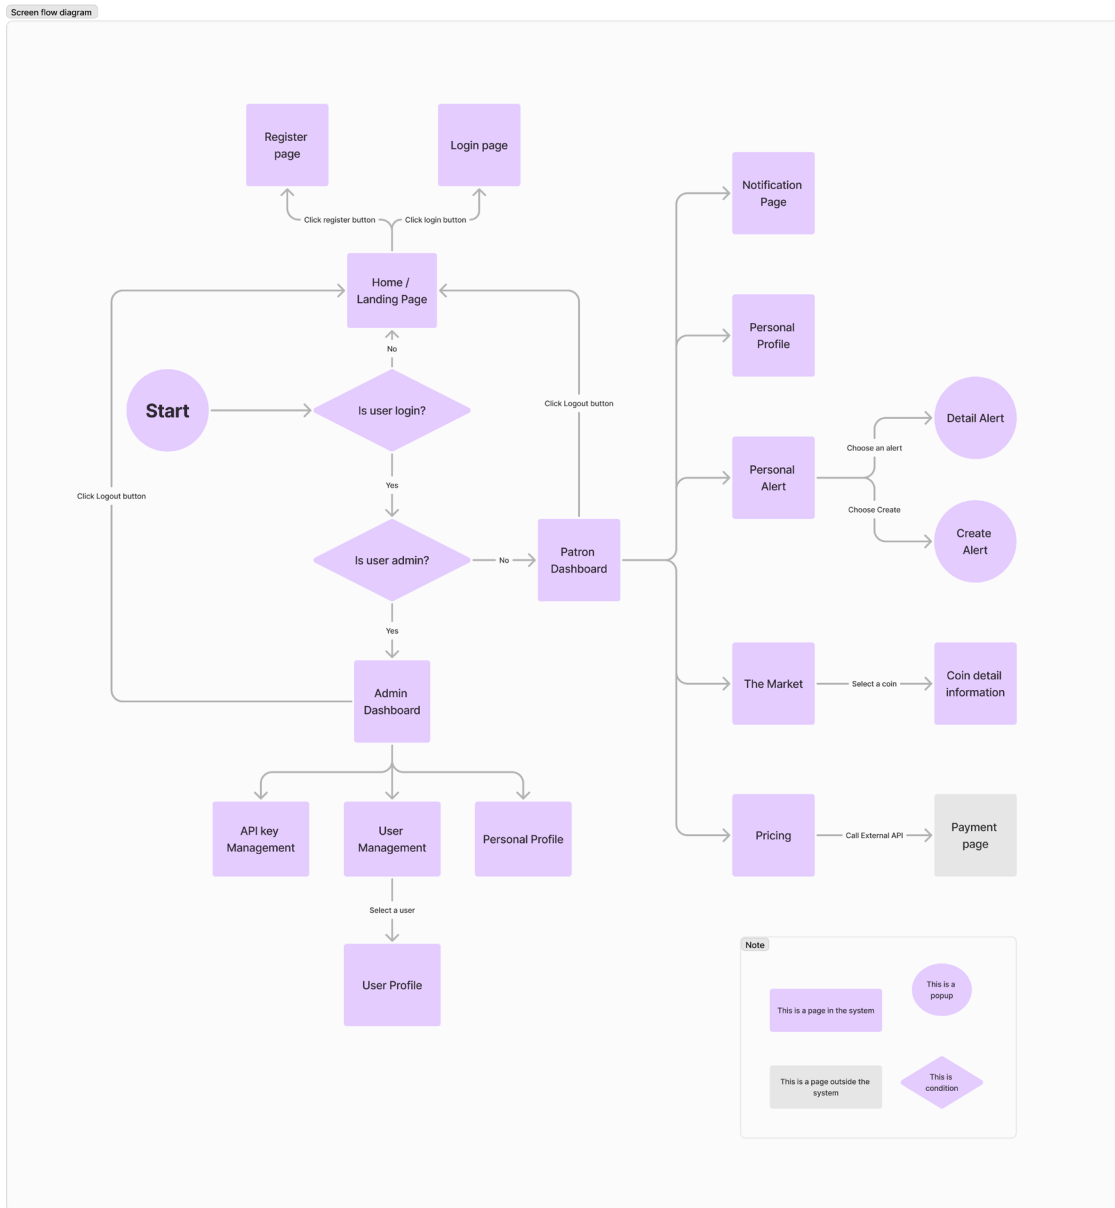 Screen flow diagram
Register
page
Login page
Click register button
Click login button
Home /
Landing Page
No
Start
Is user login?
Click Logout button
Click Logout button
Yes
Is user admin?
No
Patron
Dashboard
Yes
Admin
Dashboard
API key
Management
User
Management
Personal Profile
Select a user
User Profile
Notification
Page
Personal
Profile
Personal
Alert
Choose an alert
Detail Alert
Choose Create
Create
Alert
The Market
Select a coin
Coin detail
information
Pricing
Call External API
Payment
page
Note
This is a page in the system
This is a
popup
This is a page outside the
system
This is
condition